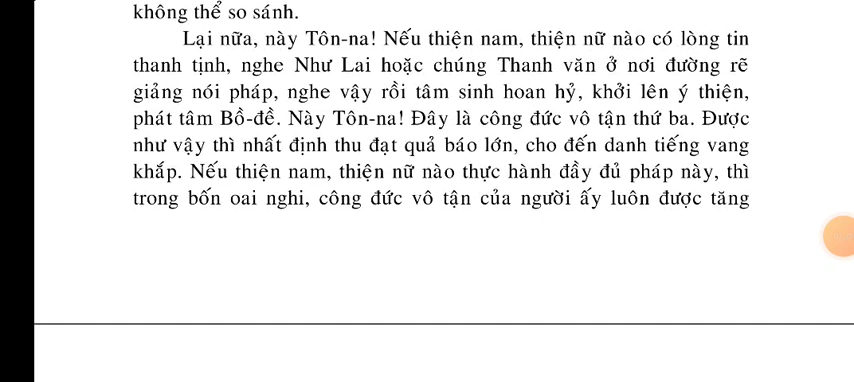 không thể so sánh.
Lại nữa, này Tôn-na! Nếu thiện nam, thiện nữ nào có lòng tin
thanh tịnh, nghe Như Lai hoặc chúng Thanh văn ở nơi đường rẽ
giảng nói pháp, nghe vậy rồi tâm sinh hoan hỷ, khởi lên ý thiện,
phát tâm Bồ-đề. Này Tôn-na! Đây là công đức vô tận thứ ba. Được
như vậy thì nhất định thu đạt quả báo lớn, cho đến danh tiếng vang
khắp. Nếu thiện nam, thiện nữ nào thực hành đầy đủ pháp này, thì
trong bốn oai nghi, công đức vô tận của người ấy luôn được tăng